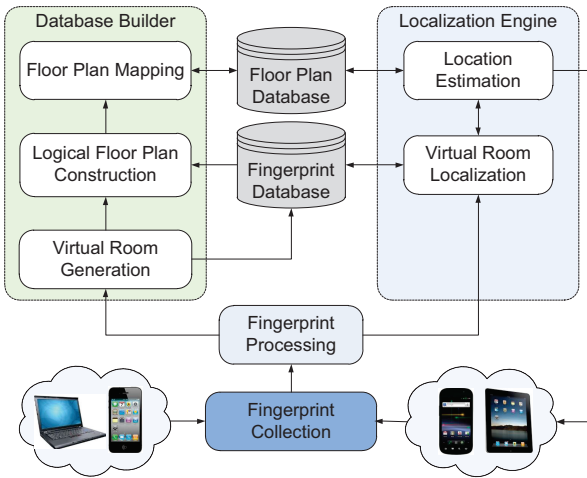 Database Builder
Localization Engine
Floor Plan Mapping
Floor Plan
Database
Location
Estimation
Logical Floor Plan
Construction
Fingerprint
Database
Virtual Room
Localization
Virtual Room
Generation
Fingerprint
Processing
Fingerprint
Collection